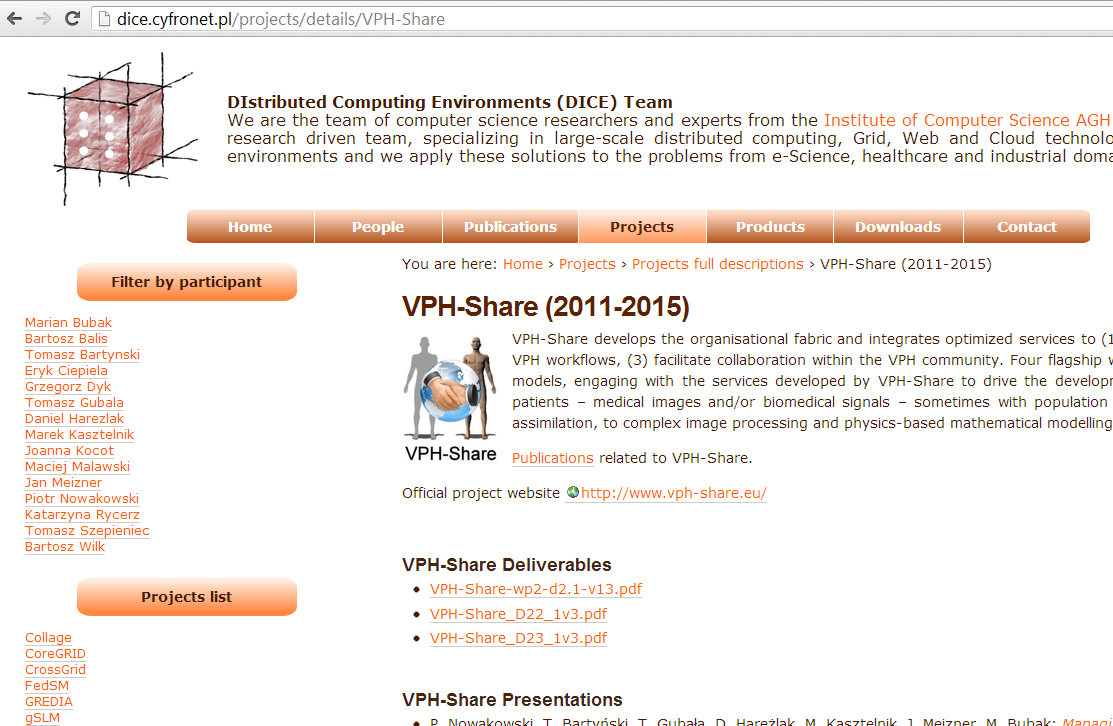 dice.cyfronet.pl/projects/details/VPH-Share
DIstributed Computing Environments (DICE) Team
We are the team of computer science researchers and experts from the Institute of Computer Science AGH
research driven team, specializing in large-scale distributed computing, Grid, Web and Cloud
environments and we apply these solutions to the problems from e-Science, healthcare and industrial
Home People Publications Projects Products Downloads Contact
You are here: Home › Projects › Projects full descriptions › VPH-Share (2011-2015)
Filter by participant
Marian Bubak
Bartosz Balis
Tomasz Bartynski
Eryk Ciepiela
Grzegorz Dyk
Tomasz Gubala
Daniel Harezlak
Marek Kasztelnik
Joanna Kocot
Maciej Malawski
Jan Meizner
Piotr Nowakowski
Katarzyna Rycerz
Tomasz Szepieniec
Bartosz Wilk
Projects list
Collage
CoreGRID
CrossGrid
FedSM
GREDIA
gSLM
VPH-Share (2011-2015)
VPH-Share
VPH-Share develops the organisational fabric and integrates optimized services to
VPH workflows, (3) facilitate collaboration within the VPH community. Four flagship
models, engaging with the services developed by VPH-Share to drive the
patients – medical images and/or biomedical signals – sometimes with population
assimilation, to complex image processing and physics-based mathematical modelling
Publications related to VPH-Share.
Official project website http://www.vph-share.eu/
VPH-Share Deliverables
• VPH-Share-wp2-d2.1-v13.pdf
• VPH-Share_D22_1v3.pdf
• VPH-Share_D23_1v3.pdf
VPH-Share Presentations
• P. Nowakowski, T. Bartyński, T. Gubała, D. Harężlak, M. Kasztelnik, J. Meizner, M. Bubak: